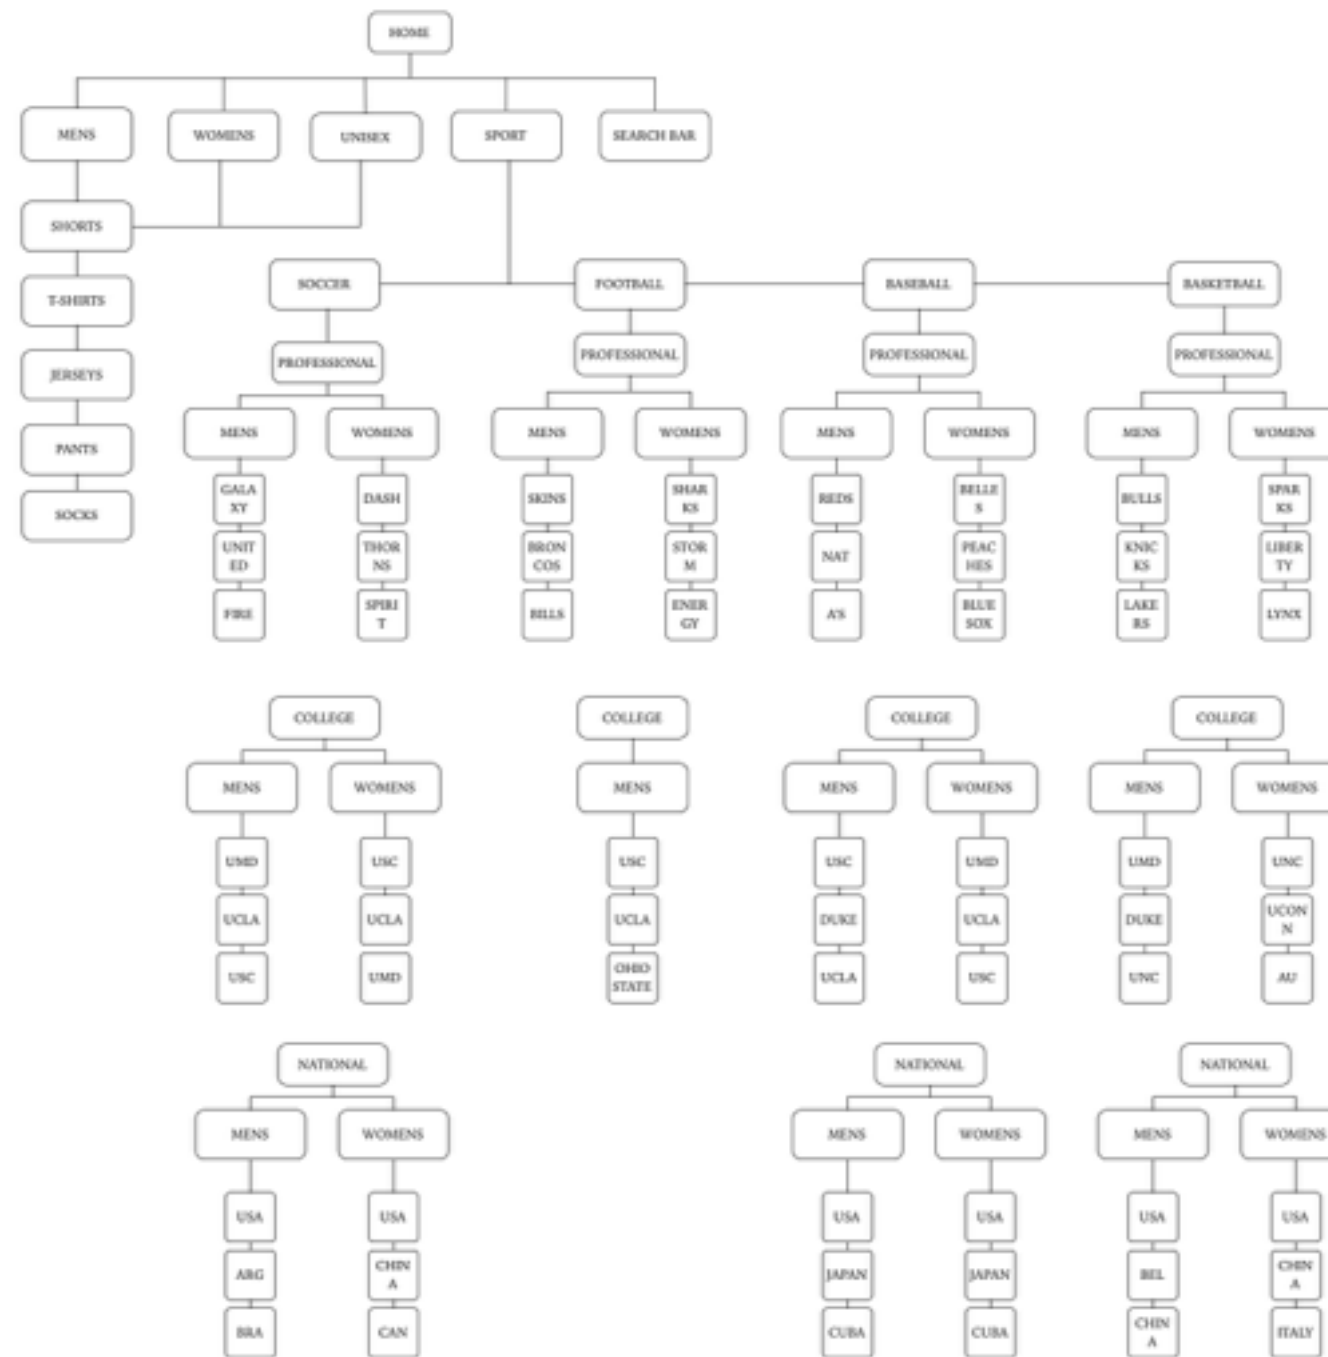 HOME
MENS
WOMENS
UNISEX
SPORT
SEARCH BAR
SHORTS
T-SHIRTS
JERSEYS
PANTS
SOCKS
SOCCER
FOOTBALL
BASEBALL
BASKETBALL
PROFESSIONAL
PROFESSIONAL
PROFESSIONAL
PROFESSIONAL
MENS
WOMENS
MENS
WOMENS
MENS
WOMENS
MENS
WOMENS
GALA
XY
DASH
SKINS
SHAR
KS
REDS
BELLE
S
BULLS
SPAR
KS
UNIT
ED
THOR
NS
BRON
COS
STOR
M
NAT
PEAC
HES
KNIC
KS
LIBER
TY
FIRE
SPIRI
T
BILLS
ENER
GY
A'S
BLUE
SOX
LAKE
RS
LYNX
COLLEGE
COLLEGE
COLLEGE
COLLEGE
MENS
WOMENS
MENS
MENS
WOMENS
MENS
WOMENS
UMD
USC
USC
USC
UMD
UMD
UNC
UCLA
UCLA
UCLA
DUKE
UCLA
DUKE
UCON
N
USC
UMD
OHIO
STATE
UCLA
USC
UNC
AU
NATIONAL
NATIONAL
NATIONAL
MENS
WOMENS
MENS
WOMENS
MENS
WOMENS
USA
USA
USA
USA
USA
USA
ARG
CHIN
A
JAPAN
JAPAN
BEL
CHIN
A
BRA
CAN
CUBA
CUBA
CHIN
A
ITALY